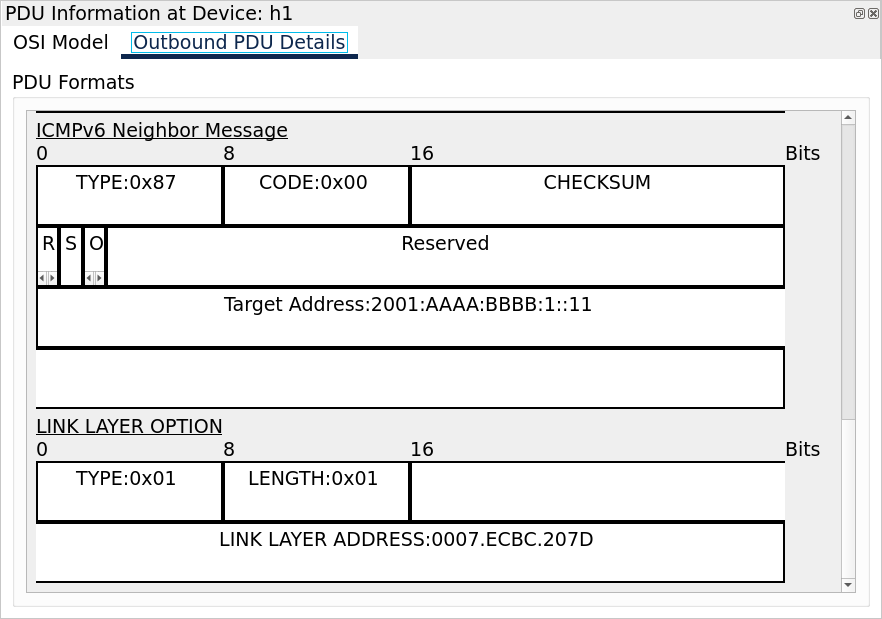 PDU Information at Device: h1
OSI Model Outbound PDU Details
PDU Formats
ICMPv6 Neighbor Message
0 8 16 Bits
TYPE:0x87 CODE:0x00 CHECKSUM
R S O Reserved
Target Address:2001:AAAA:BBBB:1::11
LINK LAYER OPTION
0 8 16 Bits
TYPE:0x01 LENGTH:0x01
LINK LAYER ADDRESS:0007.ECBC.207D